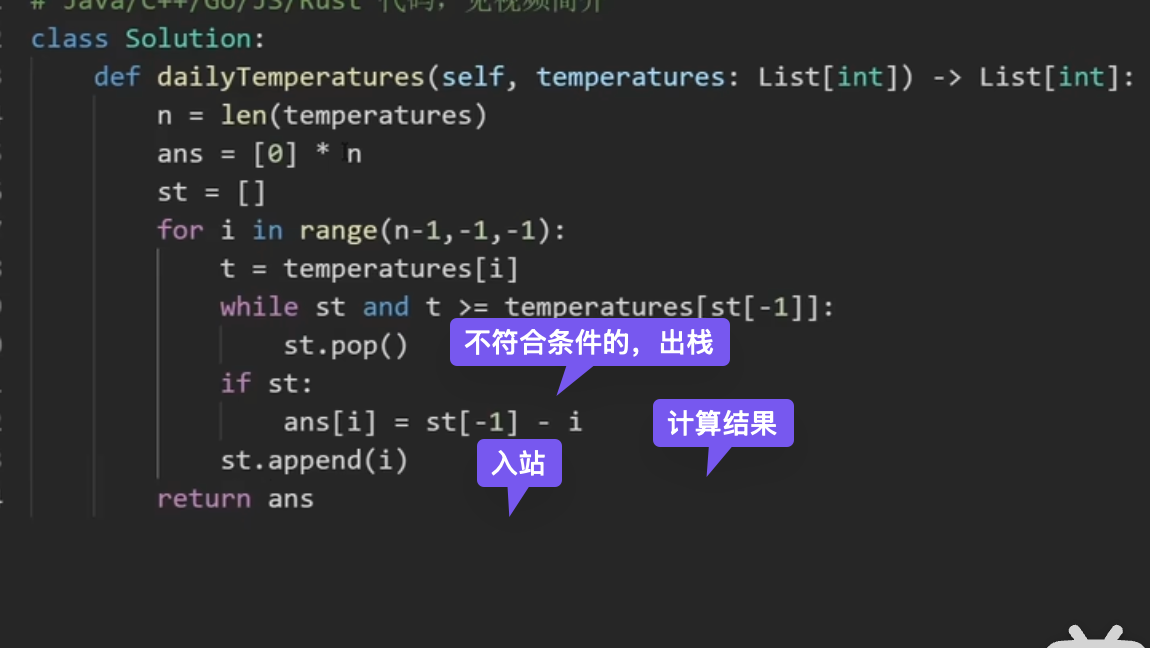 # Java/C++/Go/JS/Rust 代码，见视频简介
class Solution:
def dailyTemperatures(self, temperatures: List[int]) -> List[int]:
n = len(temperatures)
ans = [0] * n
st = []
for i in range(n-1,-1,-1):
t = temperatures[i]
while st and t >= temperatures[st[-1]]:
st.pop()
不符合条件的，出栈
if st:
ans[i] = st[-1] - i
计算结果
st.append(i)
入站
return ans